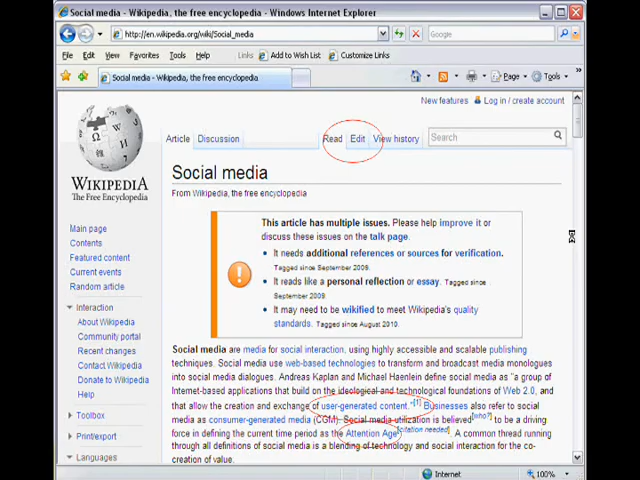 Social media - Wikipedia, the free encyclopedia - Windows Internet Explorer
http://en.wikipedia.org/wiki/Social_media
Google
File Edit View Favorites Tools Help Links Add to Wish List Customize Links
Social media - Wikipedia, the free encyclopedia
Page Tools
New features Log in / create account
Article Discussion Read Edit View history Search
WIKIPEDIA
The Free Encyclopedia
Main page
Contents
Featured content
Current events
Random article
Interaction
About Wikipedia
Community portal
Recent changes
Contact Wikipedia
Donate to Wikipedia
Help
Toolbox
Print/export
Languages
Social media
From Wikipedia, the free encyclopedia
This article has multiple issues. Please help improve it or
discuss these issues on the talk page.
It needs additional references or sources for verification.
Tagged since September 2009.
It reads like a personal reflection or essay. Tagged since
September 2009.
It may need to be wikified to meet Wikipedia's quality
standards. Tagged since August 2010.
Social media are media for social interaction, using highly accessible and scalable publishing
techniques. Social media use web-based technologies to transform and broadcast media monologues
into social media dialogues. Andreas Kaplan and Michael Haenlein define social media as "a group of
Internet-based applications that build on the ideological and technological foundations of Web 2.0, and
that allow the creation and exchange of user-generated content."[1] Businesses also refer to social
media as consumer-generated media (CGM). Social media utilization is believed[who?] to be a driving
force in defining the current time period as the Attention Age[citation needed]. A common thread running
through all definitions of social media is a blending of technology and social interaction for the co-
creation of value.
Internet 100%